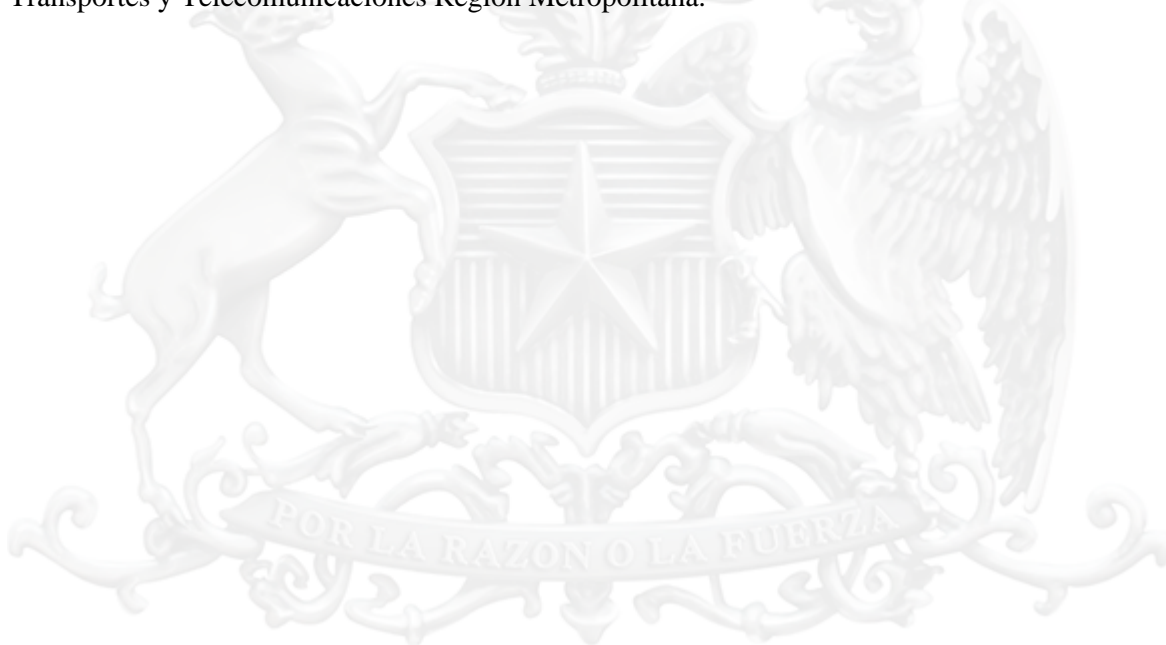 Transportes y Telecomunicaciones Región Metropolitana.
POR LA RAZON O LA FUERZA